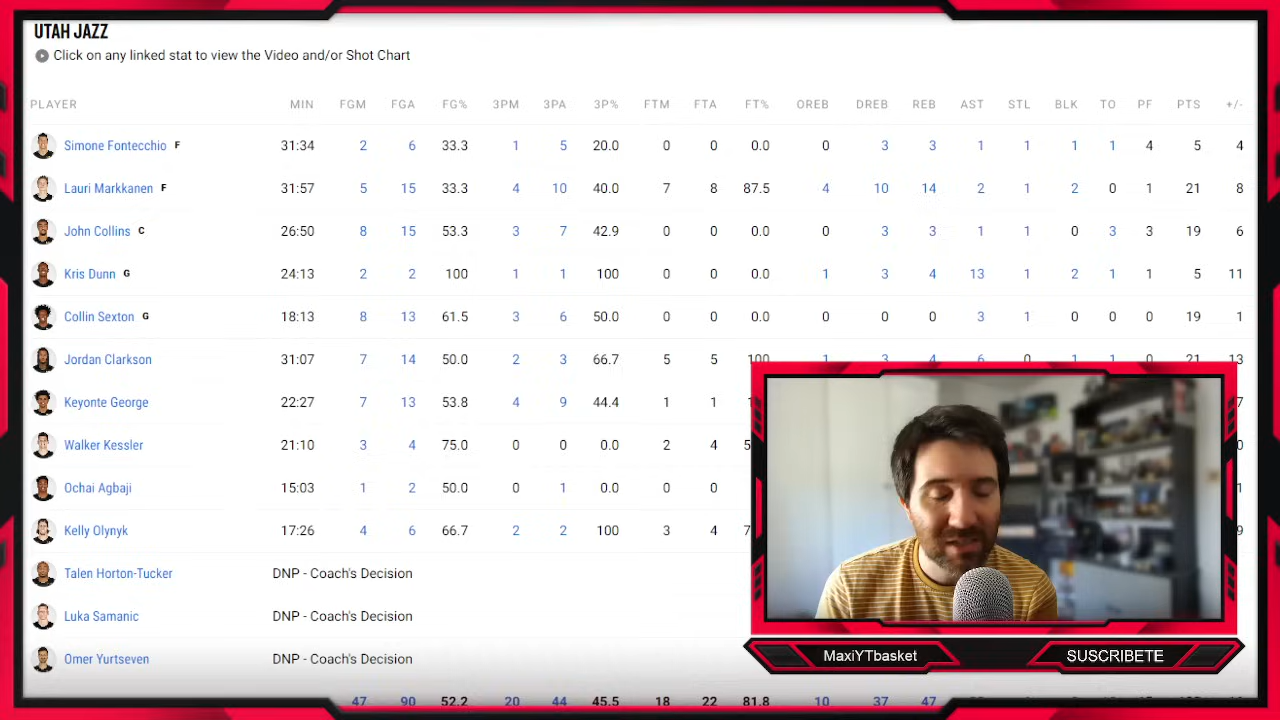 UTAH JAZZ
Click on any linked stat to view the Video and/or Shot Chart
PLAYER MIN FGM FGA FG% 3PM 3PA 3P% FTM FTA FT% OREB DREB REB AST STL BLK TO PF PTS +/-
Simone Fontecchio F 31:34 2 6 33.3 1 5 20.0 0 0 0.0 0 3 3 1 1 1 1 4 5 4
Lauri Markkanen F 31:57 5 15 33.3 4 10 40.0 7 8 87.5 4 10 14 2 1 2 0 1 21 8
John Collins C 26:50 8 15 53.3 3 7 42.9 0 0 0.0 0 3 3 1 1 0 3 3 19 6
Kris Dunn G 24:13 2 2 100 1 1 100 0 0 0.0 1 3 4 13 1 2 1 1 5 11
Collin Sexton G 18:13 8 13 61.5 3 6 50.0 0 0 0.0 0 0 0 3 1 0 0 0 19 1
Jordan Clarkson 31:07 7 14 50.0 2 3 66.7 5 5 100 1 3 4 6 0 1 1 0 21 13
Keyonte George 22:27 7 13 53.8 4 9 44.4 1 1
Walker Kessler 21:10 3 4 75.0 0 0 0.0 2 4
Ochai Agbaji 15:03 1 2 50.0 0 1 0.0 0 0
Kelly Olynyk 17:26 4 6 66.7 2 2 100 3 4
Talen Horton-Tucker DNP - Coach's Decision
Luka Samanic DNP - Coach's Decision
Omer Yurtseven DNP - Coach's Decision
47 90 52.2 20 44 45.5 18 22 81.8 10 37 47
MaxiYTbasket
SUSCRIBETE